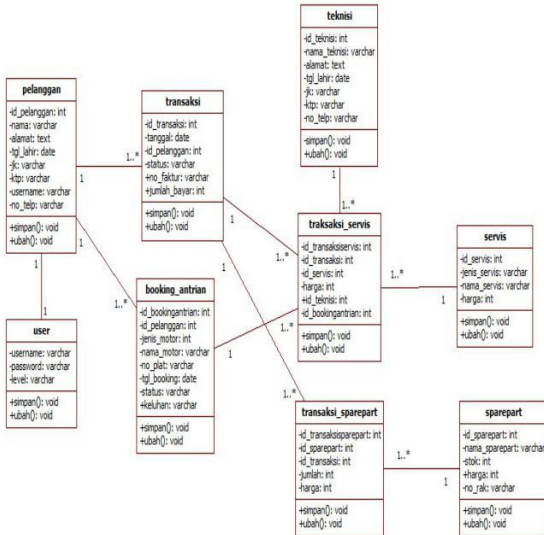 teknisi
-id_teknisi: int
-nama_teknisi: varchar
-alamat: text
-tgl_lahir: date
-jk: varchar
-ktp: varchar
-no_telp: varchar
-simpan(): void
+ubah(): void
1
pelanggan
-id_pelanggan: int
-nama: varchar
-alamat: text
-tgl_lahir: date
-jk: varchar
-ktp: varchar
-username: varchar
-no_telp: varchar
+simpan(): void
+ubah(): void
1
1..*
1
1
transaksi
-id_transaksi: int
-tanggal: date
-id_pelanggan: int
-status: varchar
+no_faktur: varchar
+jumlah_bayar: int
+simpan(): void
+ubah(): void
1
1
traksaksi_servis
-id_transaksiservis: int
-id_transaksi: int
-id_servis: int
-harga: int
+id_teknisi: int
-id_bookingantrian: int
+simpan(): void
+ubah(): void
1..*
1..*
1..*
1..*
1
servis
-id_servis: int
-jenis_servis: varchar
-nama_servis: varchar
-harga: int
+simpan(): void
+ubah(): void
booking_antrian
-id_bookingantrian: int
-id_pelanggan: int
-jenis_motor: int
-nama_motor: varchar
-no_plat: varchar
-tgl_booking: date
-status: varchar
+keluhan: varchar
+simpan(): void
+ubah(): void
1..*
1
user
-username: varchar
-password: varchar
-level: varchar
+simpan(): void
+ubah(): void
1
transaksi_sparepart
-id_transaksisparepart: int
-id_sparepart: int
-id_transaksi: int
-jumlah: int
-harga: int
+simpan(): void
+ubah(): void
1..*
1..*
1
sparepart
-id_sparepart: int
-nama_sparepart: varchar
-stok: int
+harga: int
-no_rak: varchar
+simpan(): void
+ubah(): void